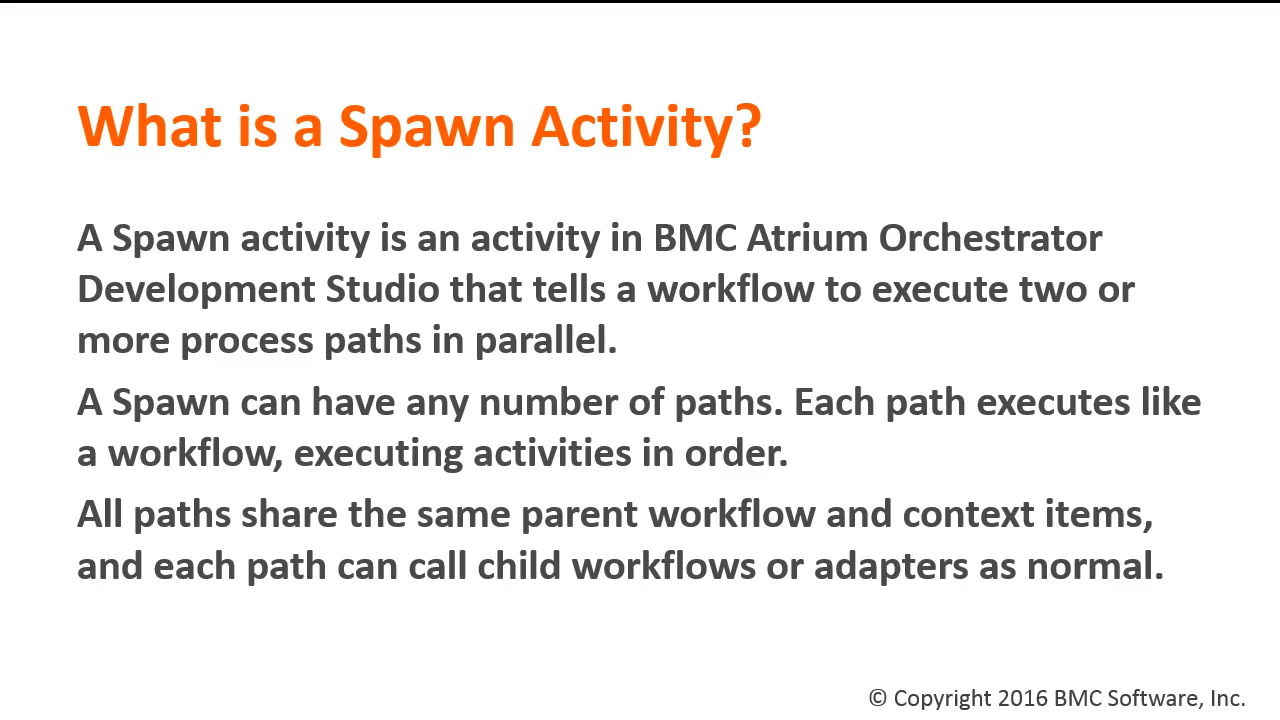 What is a Spawn Activity?
A Spawn activity is an activity in BMC Atrium Orchestrator
Development Studio that tells a workflow to execute two or
more process paths in parallel.
A Spawn can have any number of paths. Each path executes like
a workflow, executing activities in order.
All paths share the same parent workflow and context items,
and each path can call child workflows or adapters as normal.
© Copyright 2016 BMC Software, Inc.